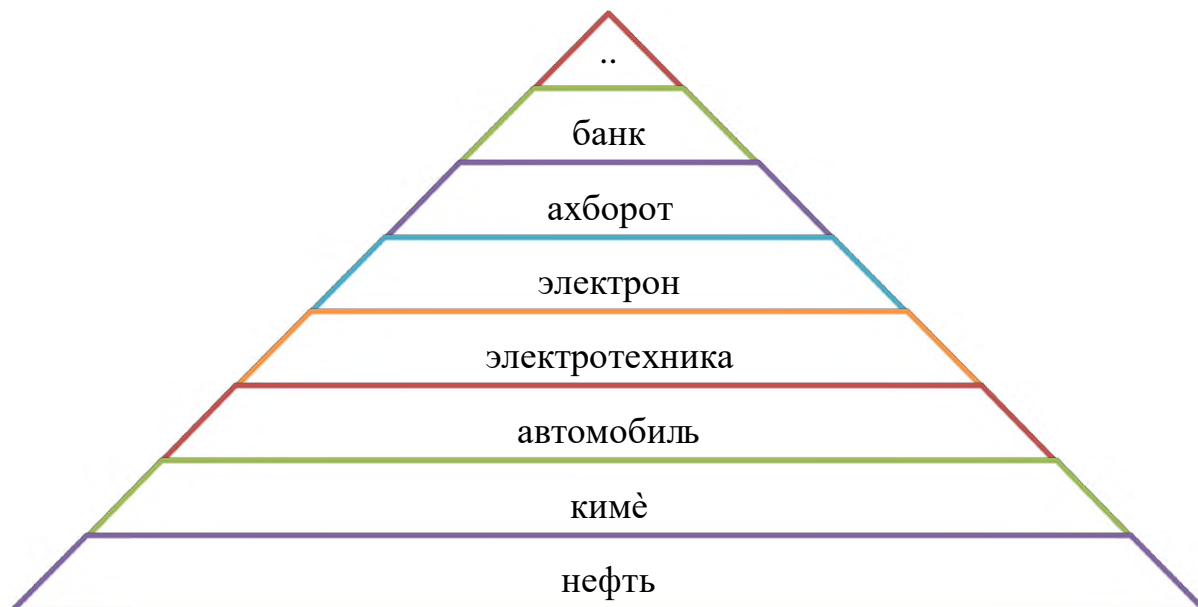 ..
банк
ахборот
электрон
электротехника
автомобиль
кимѐ
нефть